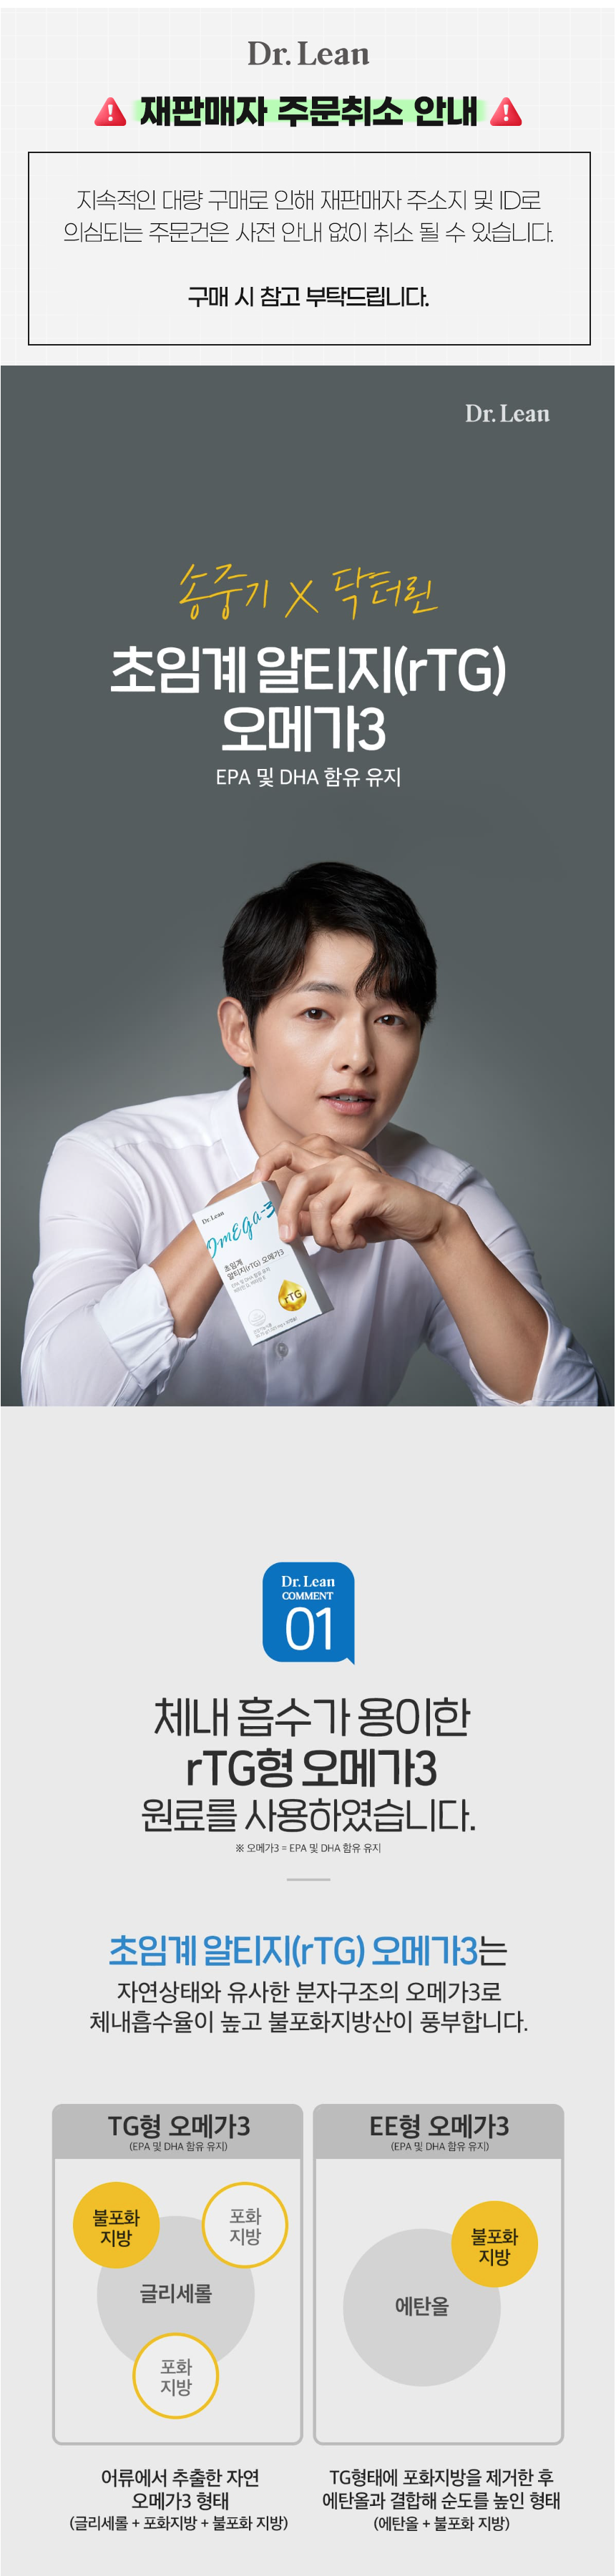 Dr. Lean
재판매자 주문취소 안내
지속적인 대량 구매로 인해 재판매자 주소지 및 ID로
의심되는 주문건은 사전 안내 없이 취소 될 수 있습니다.
구매 시 참고 부탁드립니다.
Dr. Lean
송중기 X 닥터린
초임계 알티지(rTG)
오메가3
EPA 및 DHA 함유 유지
Dr. Lean
OmEGa-3
초임계
알티지(rTG) 오메가3
EPA 및 DHA 함유 유지
rTG
Dr. Lean
COMMENT
01
체내 흡수가 용이한
rTG형 오메가3
원료를 사용하였습니다.
※ 오메가3 = EPA 및 DHA 함유 유지
초임계 알티지(rTG) 오메가3는
자연상태와 유사한 분자구조의 오메가3로
체내흡수율이 높고 불포화지방산이 풍부합니다.
TG형 오메가3
(EPA 및 DHA 함유 유지)
불포화
지방
포화
지방
글리세롤
포화
지방
어류에서 추출한 자연
오메가3 형태
(글리세롤 + 포화지방 + 불포화 지방)
EE형 오메가3
(EPA 및 DHA 함유 유지)
불포화
지방
에탄올
TG형태에 포화지방을 제거한 후
에탄올과 결합해 순도를 높인 형태
(에탄올 + 불포화 지방)